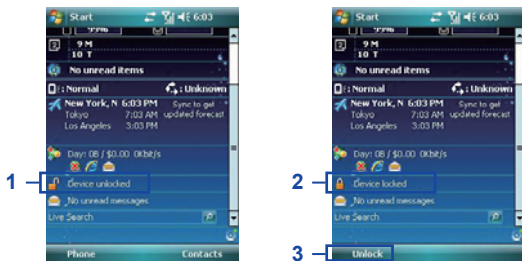 Start 6:03
9 M
10 T
No unread items
: Normal : Unknown
New York, N 6:03 PM Sync to get
Tokyo 7:03 AM updated forecast
Los Angeles 3:03 PM
Day: 0B / $0.00 0Kbit/s
1 Device unlocked
No unread messages
Live Search
Phone Contacts
Start 6:03
9 M
10 T
No unread items
: Normal : Unknown
New York, N 6:03 PM Sync to get
Tokyo 7:03 AM updated forecast
Los Angeles 3:03 PM
Day: 0B / $0.00 0Kbit/s
2 Device locked
No unread messages
Live Search
3 Unlock